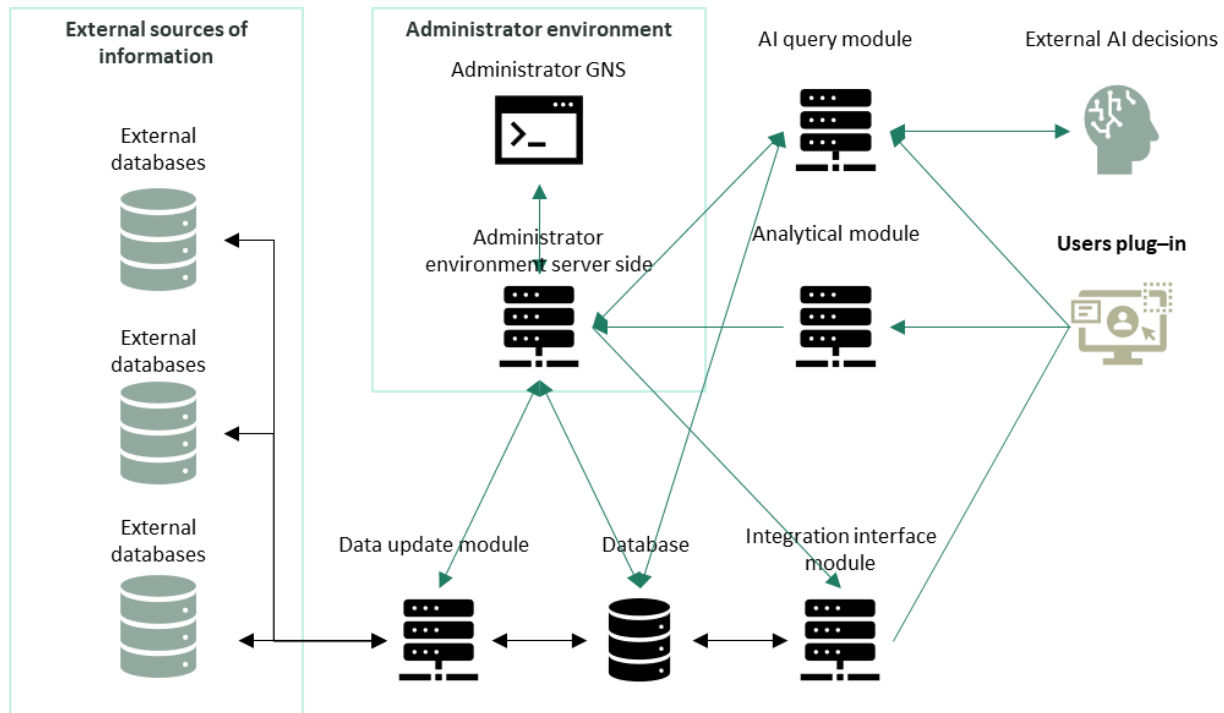 External sources of
information
External
databases
External
databases
External
databases
Administrator environment
Administrator GNS
>_
Administrator
environment server side
AI query module
External AI decisions
Analytical module
Users plug–in
Data update module
Database
Integration interface
module